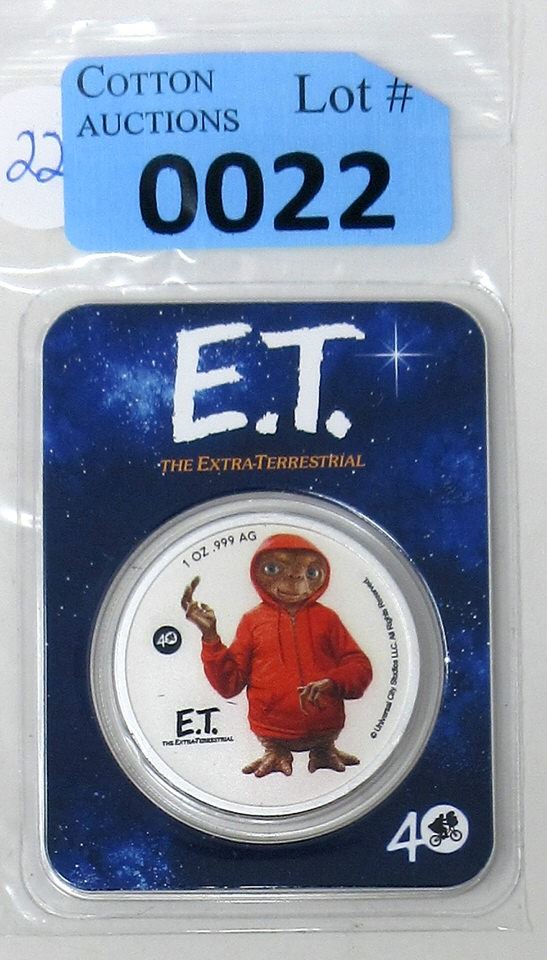 COTTON
AUCTIONS
Lot #
0022
22
E.T.
THE EXTRA-TERRESTRIAL
1 OZ .999 AG
40
E.T.
THE EXTRA-TERRESTRIAL
© Universal City Studios LLC. All Rights Reserved.
40